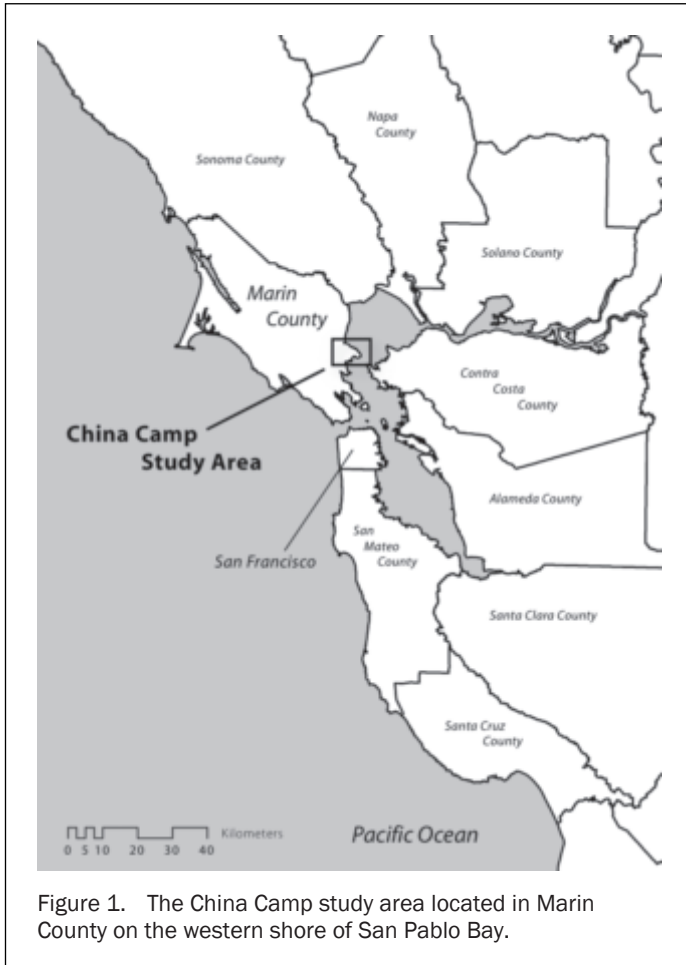 Napa
County
Sonoma County
Solano County
Marin
County
Contra
Costa
County
China Camp
Study Area
Alameda County
San Francisco
San
Mateo
County
Santa Clara County
Santa Cruz
County
Kilometers
0 5 10 20 30 40
Pacific Ocean
Figure 1. The China Camp study area located in Marin
County on the western shore of San Pablo Bay.